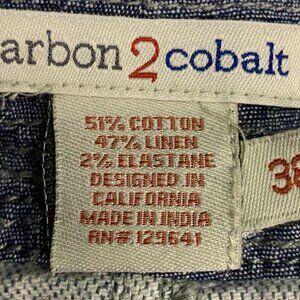 arbon 2 cobalt
51% COTTON
47% LINEN
2% ELASTANE
DESIGNED IN
CALIFORNIA
MADE IN INDIA
RN# 129641